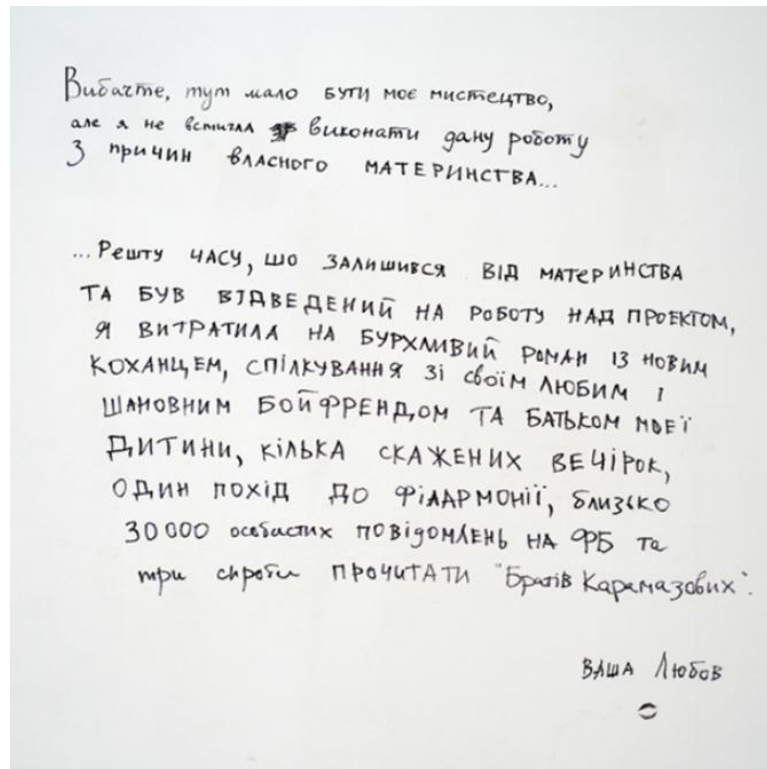 Вибачте, тут мало бути моє мистецтво,
але я не встигла виконати дану роботу
З причин власного материнства...
...Решту часу, що залишився від материнства
та був відведений на роботу над проектом,
я витратила на бурхливий роман із новим
коханцем, спілкування зі своїм любим і
шановним бойфрендом та батьком моєї
дитини, кілька скажених вечірок,
один похід до філармонії, близько
30000 особистих повідомлень на ФБ та
три спроби прочитати "Братів Карамазових".
Ваша Любов